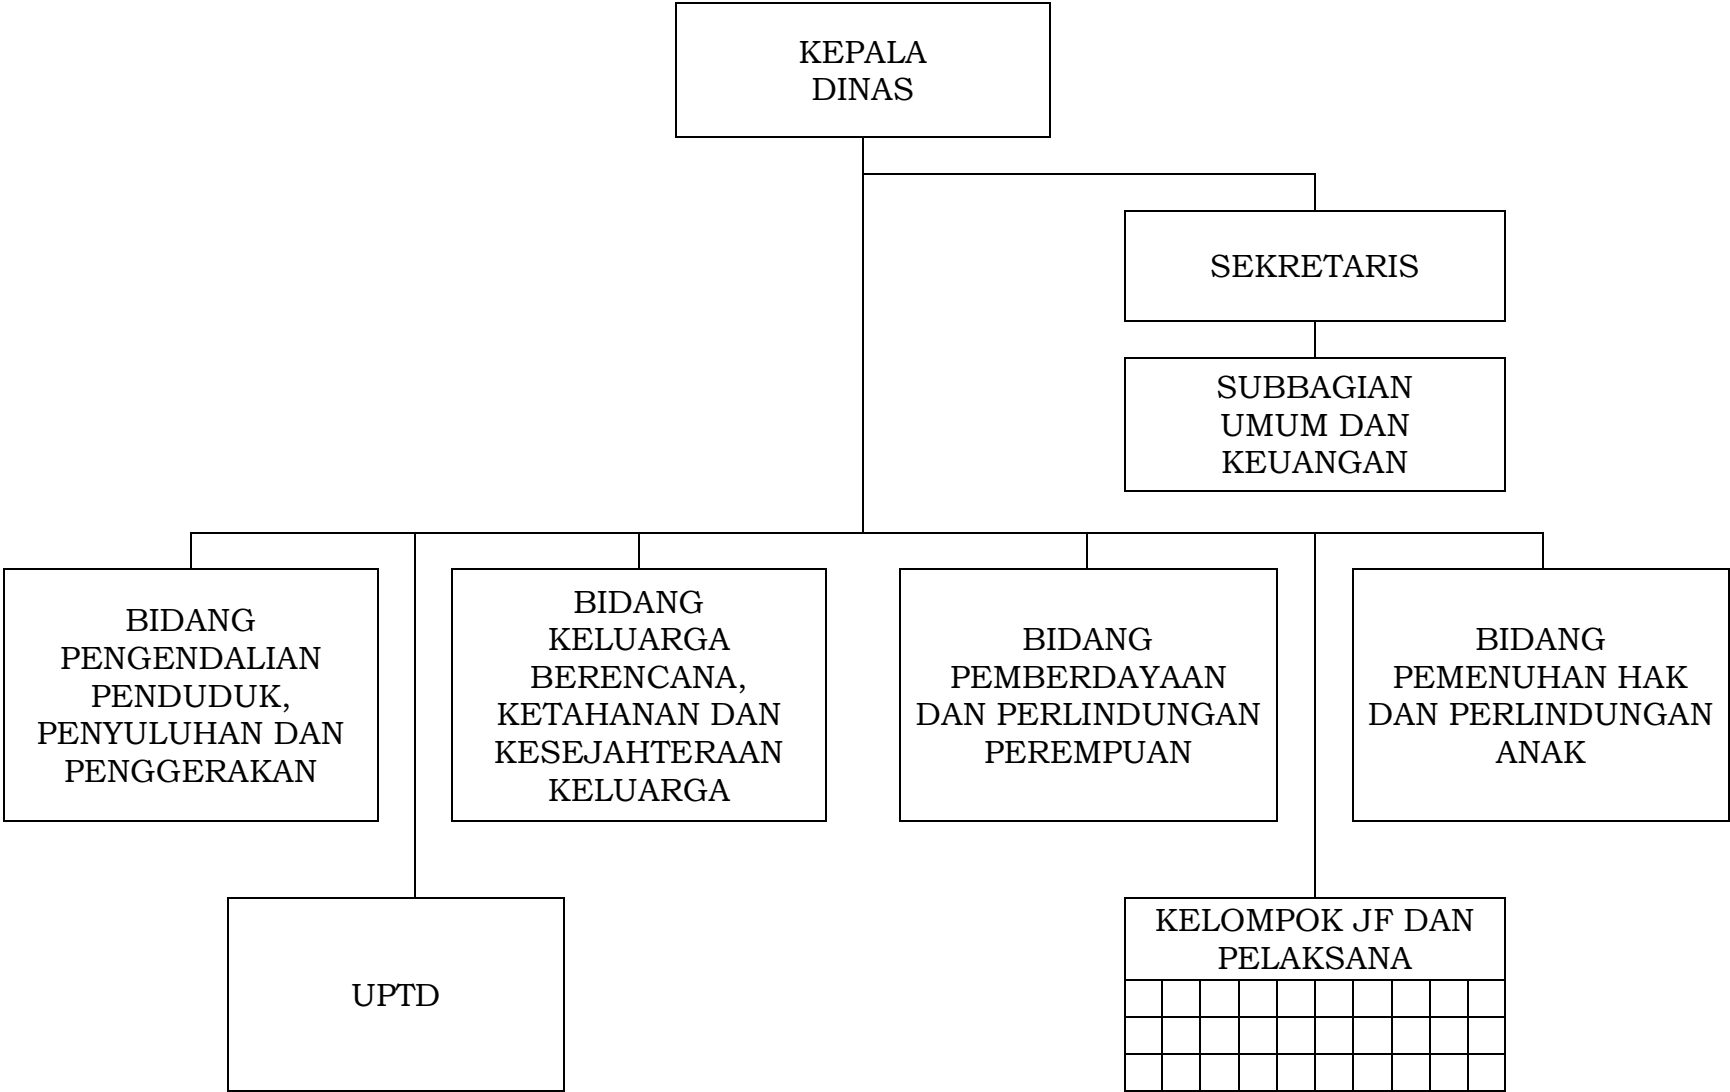 KEPALA
DINAS
SEKRETARIS
SUBBAGIAN
UMUM DAN
KEUANGAN
BIDANG
PENGENDALIAN
PENDUDUK,
PENYULUHAN DAN
PENGGERAKAN
BIDANG
KELUARGA
BERENCANA,
KETAHANAN DAN
KESEJAHTERAAN
KELUARGA
BIDANG
PEMBERDAYAAN
DAN PERLINDUNGAN
PEREMPUAN
BIDANG
PEMENUHAN HAK
DAN PERLINDUNGAN
ANAK
UPTD
KELOMPOK JF DAN
PELAKSANA